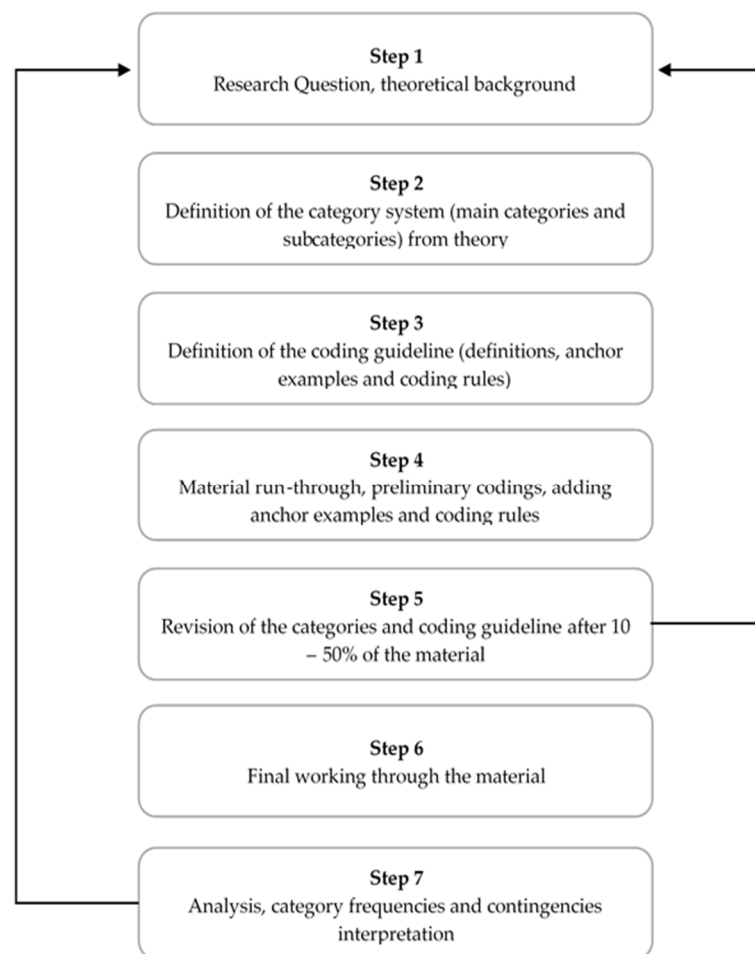 Step 1
Research Question, theoretical background
Step 2
Definition of the category system (main categories and
subcategories) from theory
Step 3
Definition of the coding guideline (definitions, anchor
examples and coding rules)
Step 4
Material run-through, preliminary codings, adding
anchor examples and coding rules
Step 5
Revision of the categories and coding guideline after 10
– 50% of the material
Step 6
Final working through the material
Step 7
Analysis, category frequencies and contingencies
interpretation